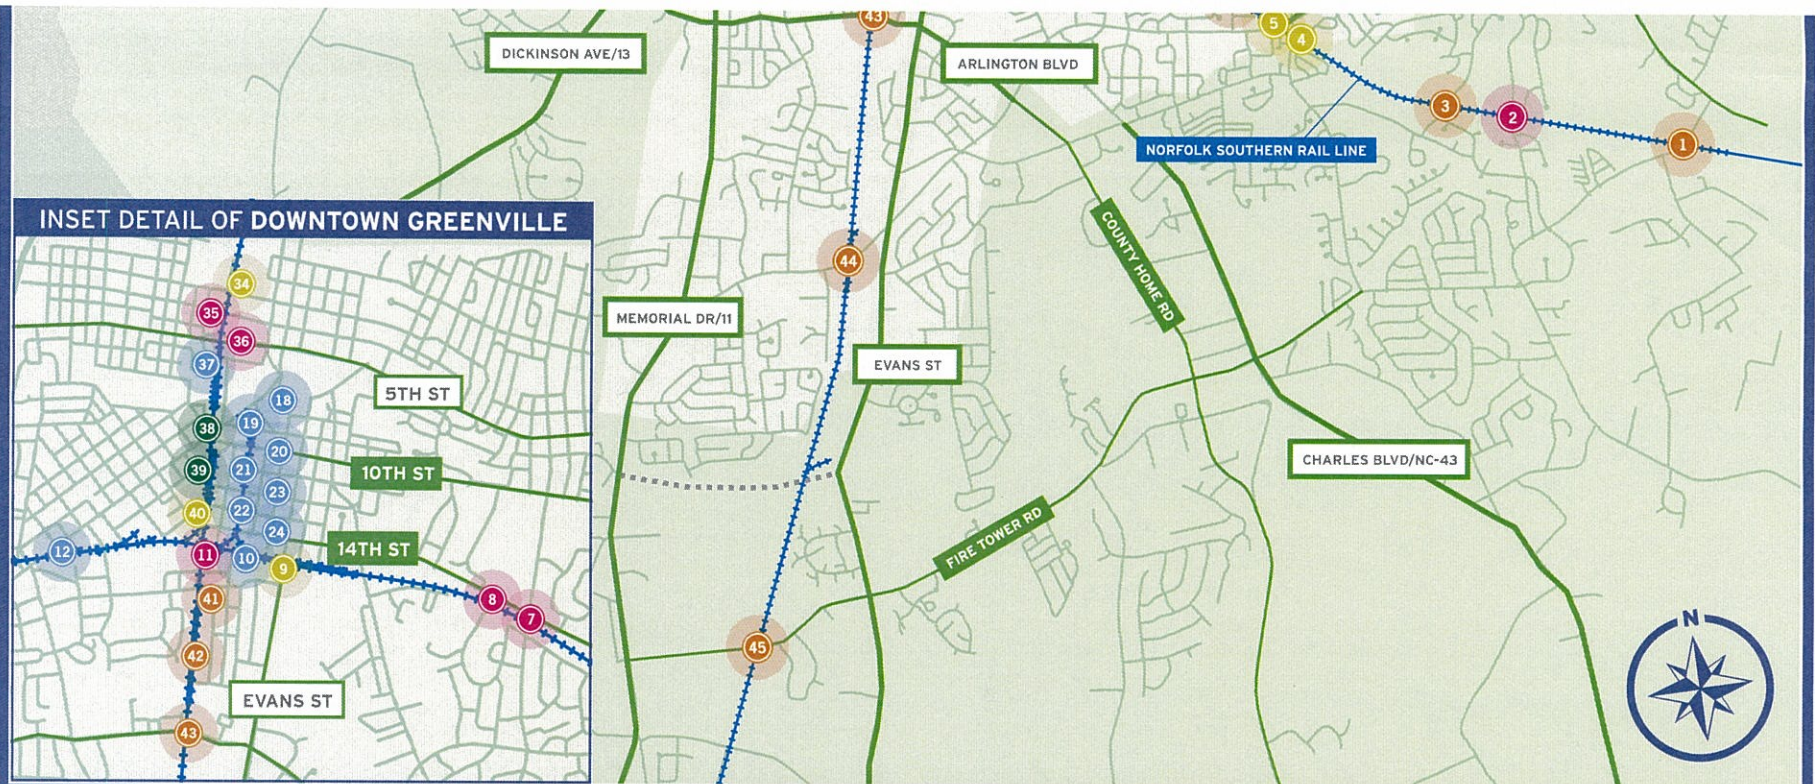 43
5
4
DICKINSON AVE/13
ARLINGTON BLVD
3
2
1
NORFOLK SOUTHERN RAIL LINE
INSET DETAIL OF DOWNTOWN GREENVILLE
COUNTY HOME RD
44
34
35
MEMORIAL DR/11
36
37
EVANS ST
5TH ST
18
19
38
20
CHARLES BLVD/NC-43
39
21
10TH ST
23
40
22
24
FIRE TOWER RD
12
11
10
14TH ST
9
41
8
7
N
45
42
EVANS ST
43